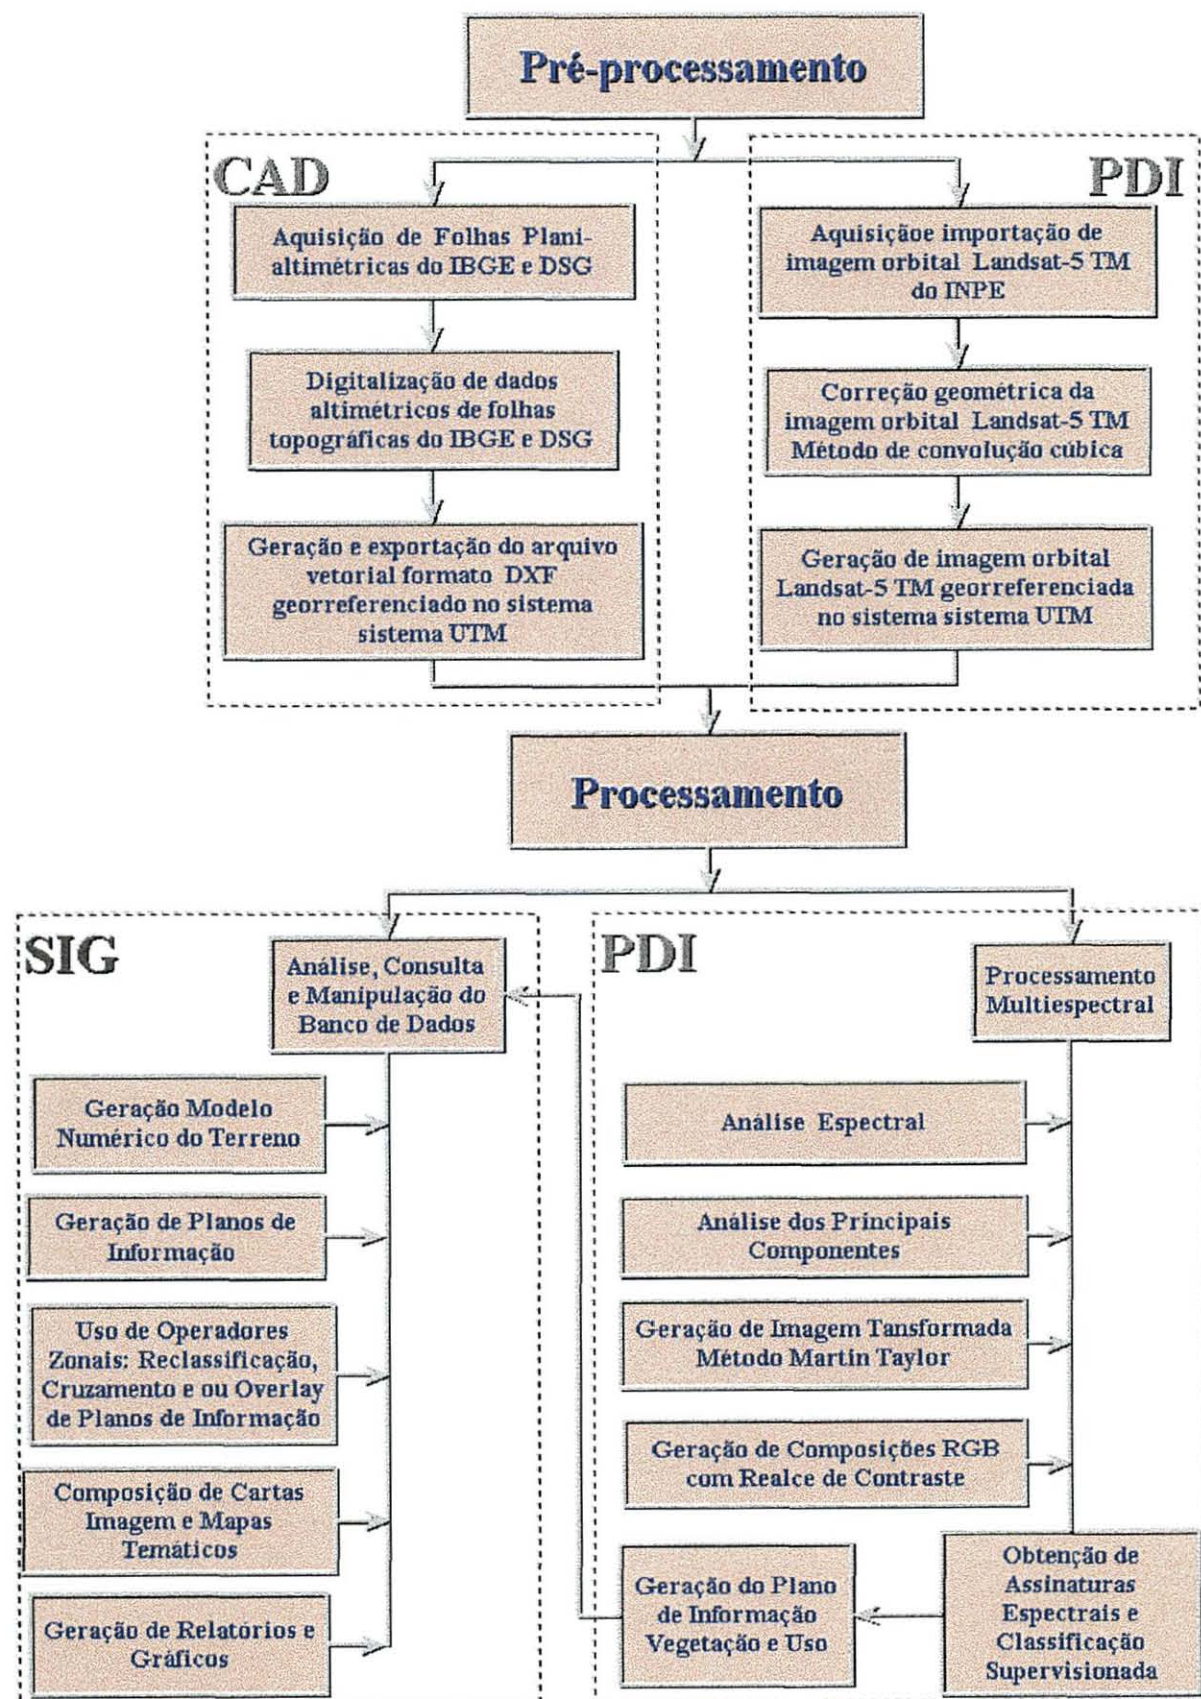 Pré-processamento
CAD
Aquisição de Folhas Plani-
altimétricas do IBGE e DSG
Digitalização de dados
altimétricos de folhas
topográficas do IBGE e DSG
Geração e exportação do arquivo
vetorial formato DXF
georreferenciado no sistema
sistema UTM
PDI
Aquisiçãoe importação de
imagem orbital Landsat-5 TM
do INPE
Correção geométrica da
imagem orbital Landsat-5 TM
Método de convolução cúbica
Geração de imagem orbital
Landsat-5 TM georreferenciada
no sistema sistema UTM
Processamento
SIG
Análise, Consulta
e Manipulação do
Banco de Dados
Geração Modelo
Numérico do Terreno
Geração de Planos de
Informação
Uso de Operadores
Zonais: Reclassificação,
Cruzamento e ou Overlay
de Planos de Informação
Composição de Cartas
Imagem e Mapas
Temáticos
Geração de Relatórios e
Gráficos
PDI
Processamento
Multiespectral
Análise Espectral
Análise dos Principais
Componentes
Geração de Imagem Tansformada
Método Martin Taylor
Geração de Composições RGB
com Realce de Contraste
Geração do Plano
de Informação
Vegetação e Uso
Obtenção de
Assinaturas
Espectrais e
Classificação
Supervisionada